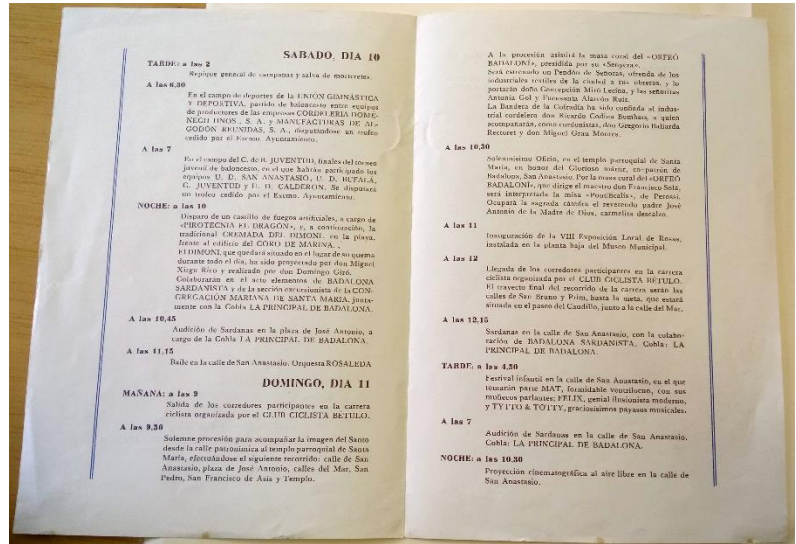 SABADO, DIA 10
TARDE: a las 2
Repique general de campanas y salva de morteretes.
A las 6,30
En el campo de deportes de la UNION GIMNÁSTICA
Y DEPORTIVA, partido de baloncesto entre equipos
de productores de las empresas CORDELERIA DOME-
NECH HNOS., S. A. y MANUFACTURAS DE AL-
GODÓN REUNIDAS, S. A., disputándose un trofeo
cedido por el Excmo. Ayuntamiento.
A las 7
En el campo del C. de B. JUVENTUD, finales del torneo
juvenil de baloncesto, en el que habrán participado los
equipos U. D. SAN ANASTASIO, U. D. BUFALÁ,
C. JUVENTUD y U. D. CALDERON. Se disputará
un trofeo cedido por el Excmo. Ayuntamiento.
NOCHE: a las 10
Disparo de un castillo de fuegos artificiales, a cargo de
«PIROTECNIA EL DRAGÓN», y, a continuación, la
tradicional CREMADA DEL DIMONI, en la playa,
frente al edificio del CORO DE MARINA.
El DIMONI, que quedará situado en el lugar de su quema
durante todo el día, ha sido proyectado por don Miguel
Xirgu Rico y realizado por don Domingo Giró.
Colaborarán en el acto elementos de BADALONA
SARDANISTA y de la sección excursionista de la CON-
GREGACIÓN MARIANA DE SANTA MARIA, junta-
mente con la Cobla LA PRINCIPAL DE BADALONA.
A las 10,45
Audición de Sardanas en la plaza de José Antonio, a
cargo de la Cobla LA PRINCIPAL DE BADALONA.
A las 11,15
Baile en la calle de San Anastasio. Orquesta ROSALEDA
DOMINGO, DIA 11
MAÑANA: a las 9
Salida de los corredores participantes en la carrera
ciclista organizada por el CLUB CICLISTA BETULO.
A las 9,30
Solemne procesión para acompañar la imagen del Santo
desde la calle patronímica al templo parroquial de Santa
María, efectuándose el siguiente recorrido: calle de San
Anastasio, plaza de José Antonio, calles del Mar, San
Pedro, San Francisco de Asis y Templo.
A la procesión asistirá la masa coral del «ORFEÓ
BADALONÍ», presidida por su «Senyera».
Será estrenado un Pendón de Señoras, ofrenda de los
industriales textiles de la ciudad a sus obreras, y lo
portarán doña Concepción Miró Lecina, y las señoritas
Antonia Gol y Fuensanta Alarcón Ruiz.
La Bandera de la Cofradía ha sido confiada al indus-
trial cordelero don Ricardo Codina Bombau, a quien
acompañarán, como cordonistas, don Gregorio Baliarda
Recturet y don Miguel Grau Montes.
A las 10,30
Solemnísimo Oficio, en el templo parroquial de Santa
María, en honor del Glorioso mártir, co-patrón de
Badalona, San Anastasio. Por la masa coral del «ORFEÓ
BADALONÍ», que dirige el maestro don Francisco Solá,
será interpretada la misa «Pontificalis», de Perossi.
Ocupará la sagrada cátedra el reverendo padre José
Antonio de la Madre de Dios, carmelita descalzo.
A las 11
Inauguración de la VIII Exposición Local de Rosas,
instalada en la planta baja del Museo Municipal.
A las 12
Llegada de los corredores participantes en la carrera
ciclista organizada por el CLUB CICLISTA BETULO.
El trayecto final del recorrido de la carrera serán las
calles de San Bruno y Prim, hasta la meta, que estará
situada en el paseo del Caudillo, junto a la calle del Mar.
A las 12,15
Sardanas en la calle de San Anastasio, con la colabo-
ración de BADALONA SARDANISTA. Cobla: LA
PRINCIPAL DE BADALONA.
TARDE: a las 4,30
Festival infantil en la calle de San Anastasio, en el que
tomarán parte MAT, formidable ventrílocuo, con sus
muñecos parlantes; FELIX, genial ilusionista moderno,
y TYTTO & TOTTY, graciosísimos payasos musicales.
A las 7
Audición de Sardanas en la calle de San Anastasio.
Cobla: LA PRINCIPAL DE BADALONA.
NOCHE: a las 10,30
Proyección cinematográfica al aire libre en la calle de
San Anastasio.